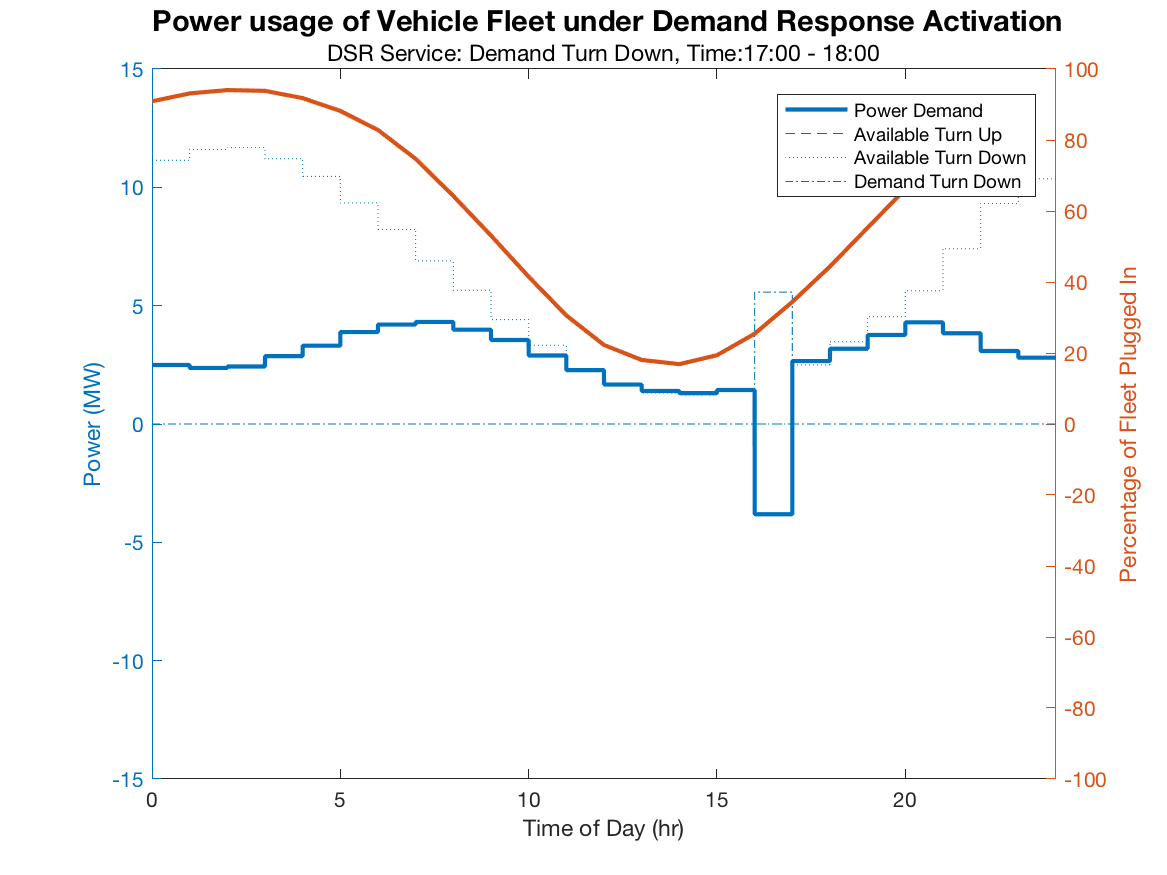 Power usage of Vehicle Fleet under Demand Response Activation
DSR Service: Demand Turn Down, Time:17:00 - 18:00
15
10
5
0
-5
-10
-15
Power (MW)
100
80
60
40
20
0
-20
-40
-60
-80
-100
Percentage of Fleet Plugged In
Power Demand
Available Turn Up
Available Turn Down
Demand Turn Down
0
5
10
15
20
Time of Day (hr)